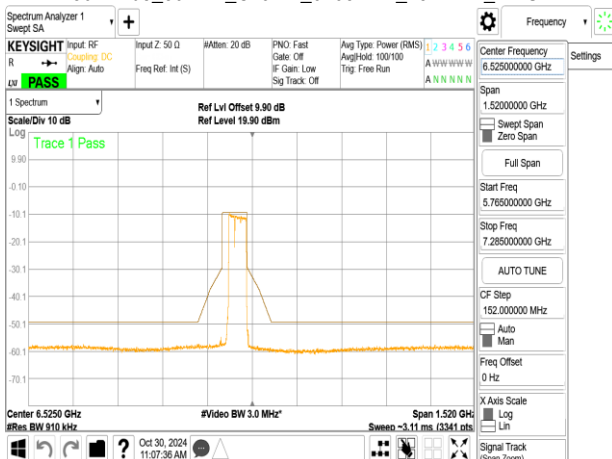 Spectrum Analyzer 1
Swept SA
+
Frequency
KEYSIGHT
R
LXI
PASS
Input: RF
Coupling: DC
Align: Auto
Input Z: 50 Ω
Freq Ref: Int (S)
#Atten: 20 dB
PNO: Fast
Gate: Off
IF Gain: Low
Sig Track: Off
Avg Type: Power (RMS)
Avg|Hold: 100/100
Trig: Free Run
1 2 3 4 5 6
A W W W W W
A N N N N N
1 Spectrum
Scale/Div 10 dB
Ref Lvl Offset 9.90 dB
Ref Level 19.90 dBm
Log
Trace 1 Pass
9.90
-0.10
-10.1
-20.1
-30.1
-40.1
-50.1
-60.1
-70.1
Center 6.5250 GHz
#Res BW 910 kHz
#Video BW 3.0 MHz*
Span 1.520 GHz
Sweep ~3.11 ms (3341 pts
Oct 30, 2024
11:07:36 AM
?
Center Frequency
6.525000000 GHz
Settings
Span
1.52000000 GHz
Swept Span
Zero Span
Full Span
Start Freq
5.765000000 GHz
Stop Freq
7.285000000 GHz
AUTO TUNE
CF Step
152.000000 MHz
Auto
Man
Freq Offset
0 Hz
X Axis Scale
Log
Lin
Signal Track
(Span Zoom)